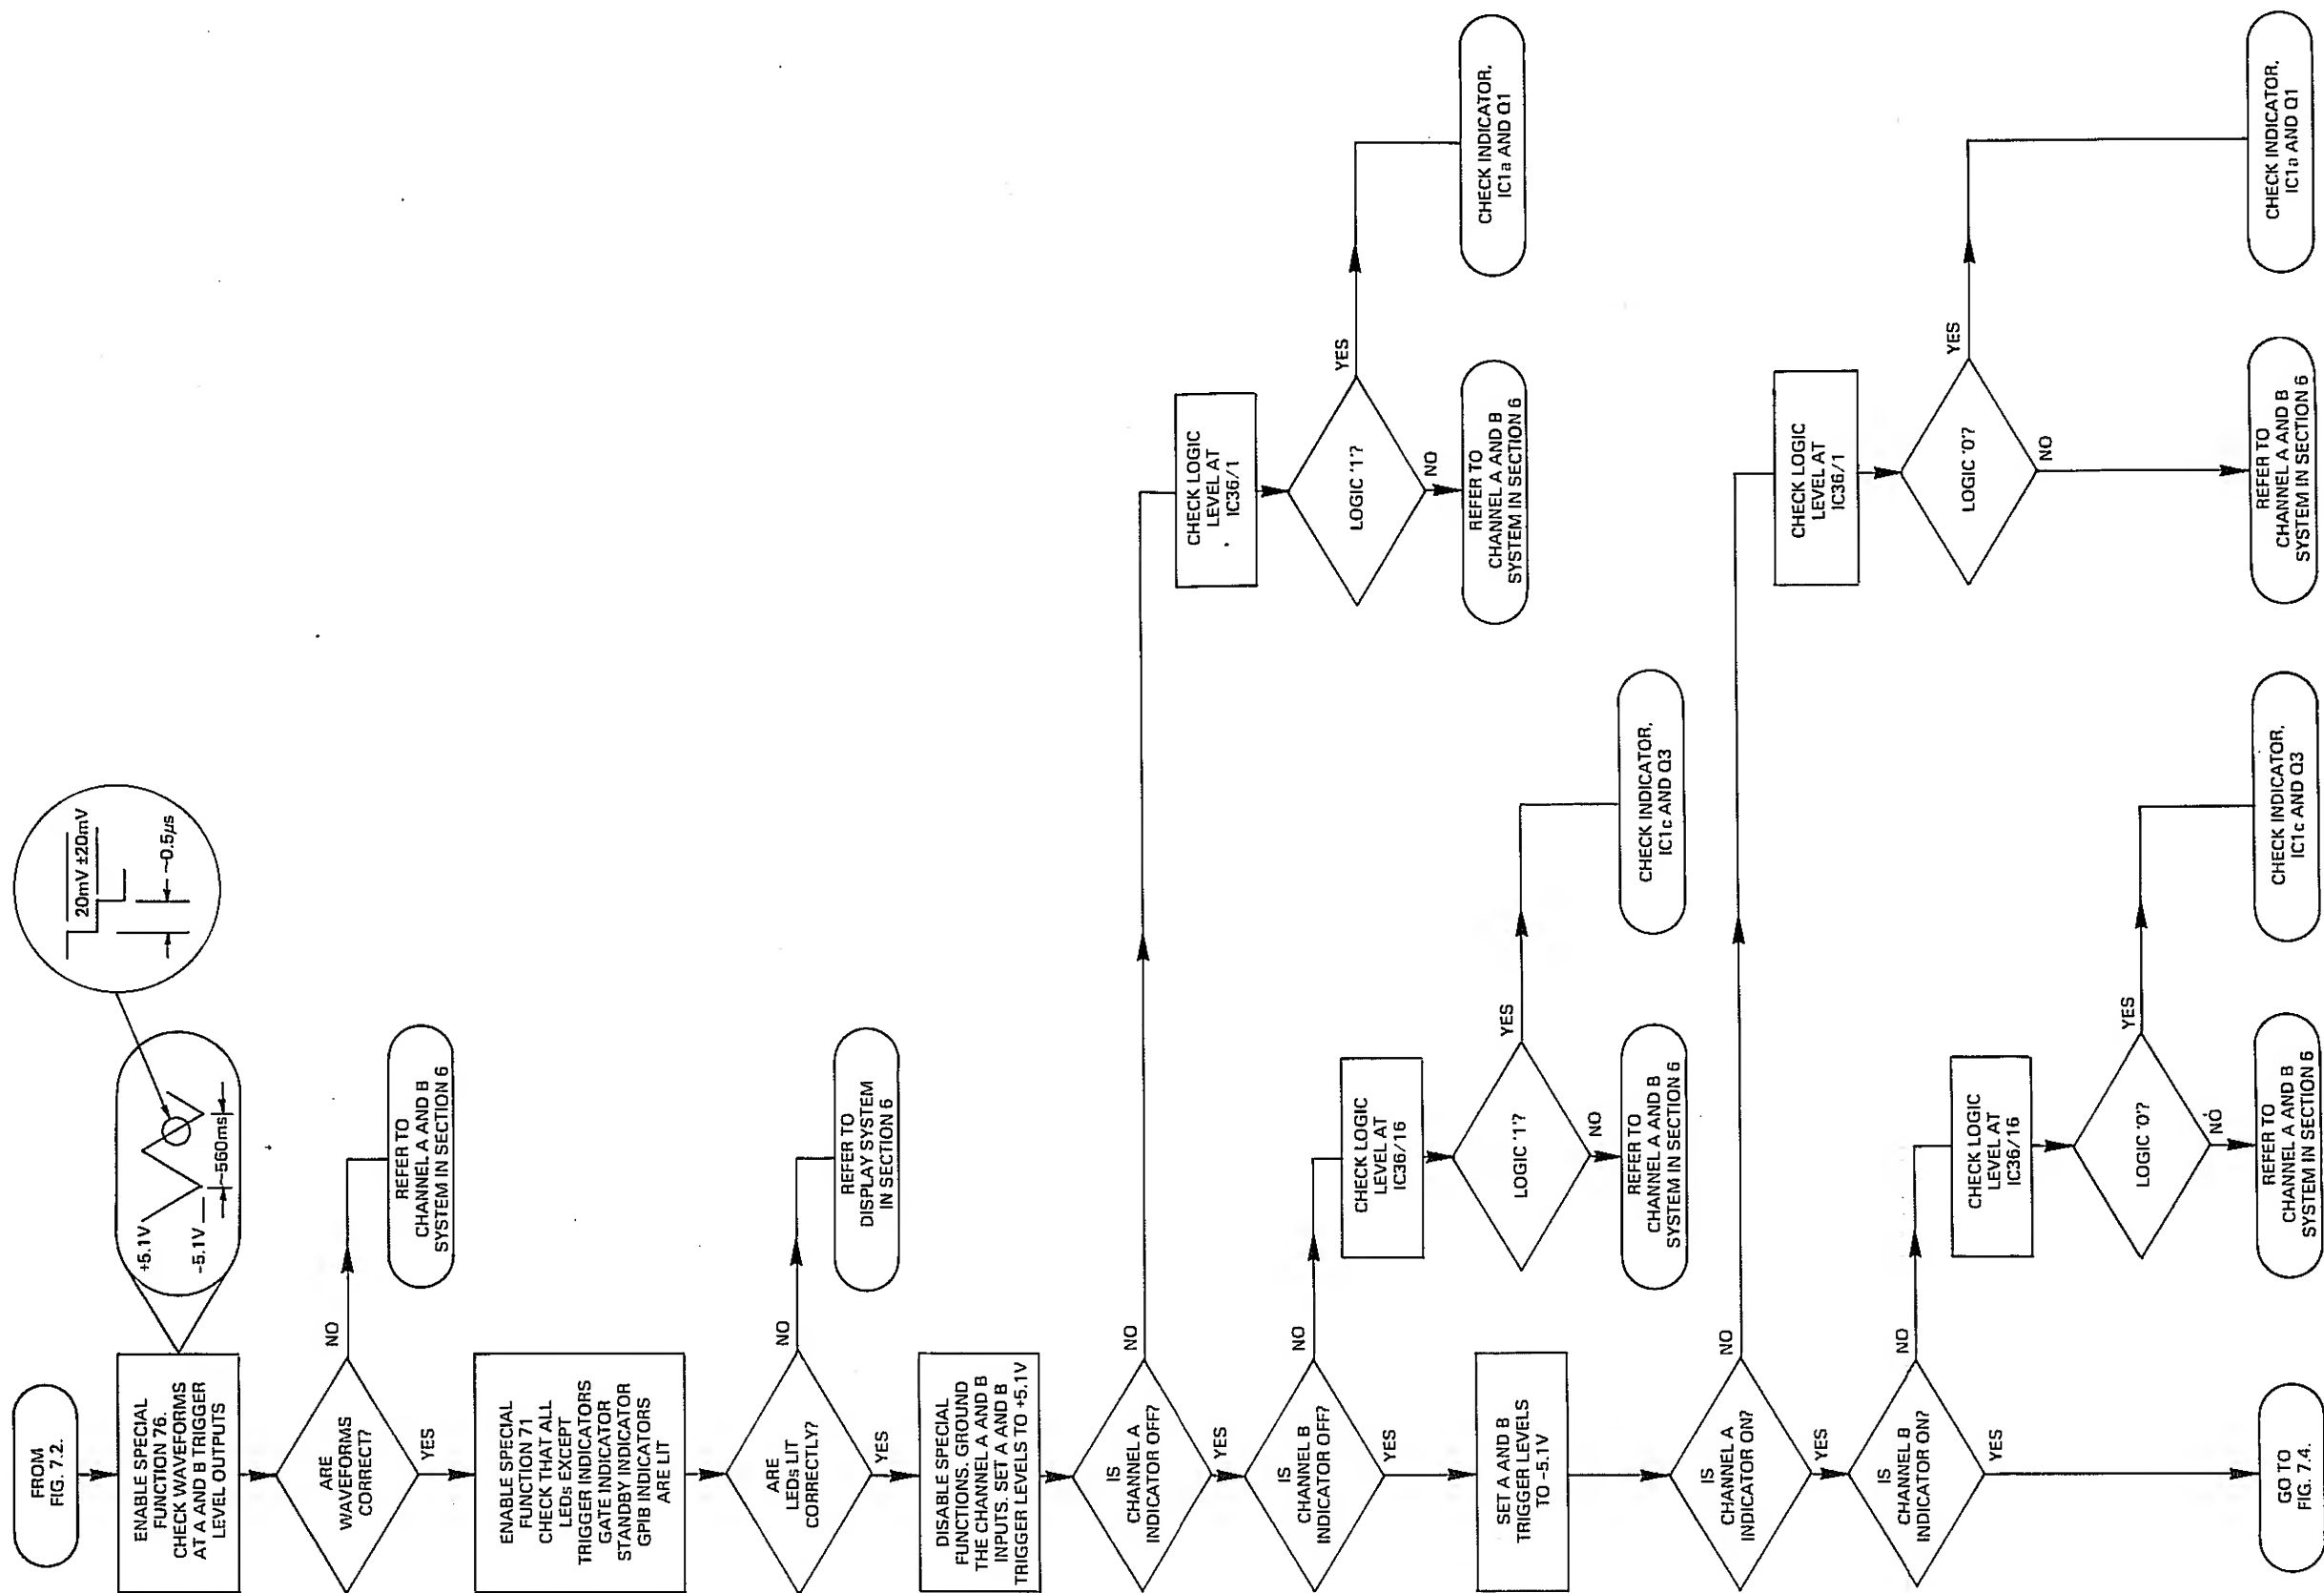 FROM
FIG. 7.2.
ENABLE SPECIAL
FUNCTION 76.
CHECK WAVEFORMS
AT A AND B TRIGGER
LEVEL OUTPUTS
+5.1V
-5.1V
~560ms
20mV ±20mV
~0.5µs
ARE
WAVEFORMS
CORRECT?
NO
REFER TO
CHANNEL A AND B
SYSTEM IN SECTION 6
YES
ENABLE SPECIAL
FUNCTION 71
CHECK THAT ALL
LEDs EXCEPT
TRIGGER INDICATORS
GATE INDICATOR
STANDBY INDICATOR
GPIB INDICATORS
ARE LIT
ARE
LEDs LIT
CORRECTLY?
NO
REFER TO
DISPLAY SYSTEM
IN SECTION 6
YES
DISABLE SPECIAL
FUNCTIONS. GROUND
THE CHANNEL A AND B
INPUTS. SET A AND B
TRIGGER LEVELS TO +5.1V
IS
CHANNEL A
INDICATOR OFF?
NO
CHECK LOGIC
LEVEL AT
IC36/1
LOGIC '1'?
YES
CHECK INDICATOR,
IC1a AND Q1
NO
REFER TO
CHANNEL A AND B
SYSTEM IN SECTION 6
YES
IS
CHANNEL B
INDICATOR OFF?
NO
CHECK LOGIC
LEVEL AT
IC36/16
LOGIC '1'?
YES
CHECK INDICATOR,
IC1c AND Q3
NO
REFER TO
CHANNEL A AND B
SYSTEM IN SECTION 6
YES
SET A AND B
TRIGGER LEVELS
TO -5.1V
IS
CHANNEL A
INDICATOR ON?
NO
CHECK LOGIC
LEVEL AT
IC36/1
LOGIC '0'?
YES
CHECK INDICATOR,
IC1a AND Q1
NO
REFER TO
CHANNEL A AND B
SYSTEM IN SECTION 6
YES
IS
CHANNEL B
INDICATOR ON?
NO
CHECK LOGIC
LEVEL AT
IC36/16
LOGIC '0'?
YES
CHECK INDICATOR,
IC1c AND Q3
NO
REFER TO
CHANNEL A AND B
SYSTEM IN SECTION 6
YES
GO TO
FIG. 7.4.